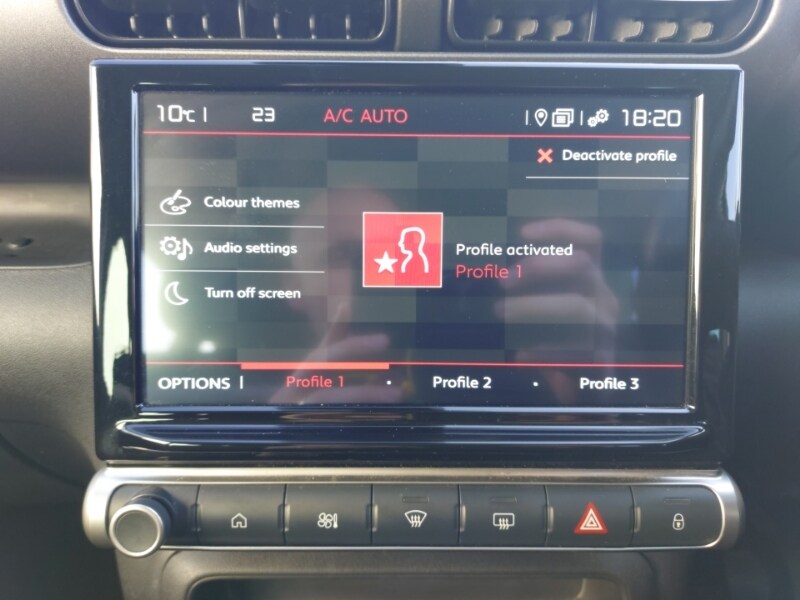 10°C | 23 A/C AUTO 18:20
Deactivate profile
Colour themes
Audio settings
Turn off screen
Profile activated
Profile 1
OPTIONS | Profile 1 • Profile 2 • Profile 3